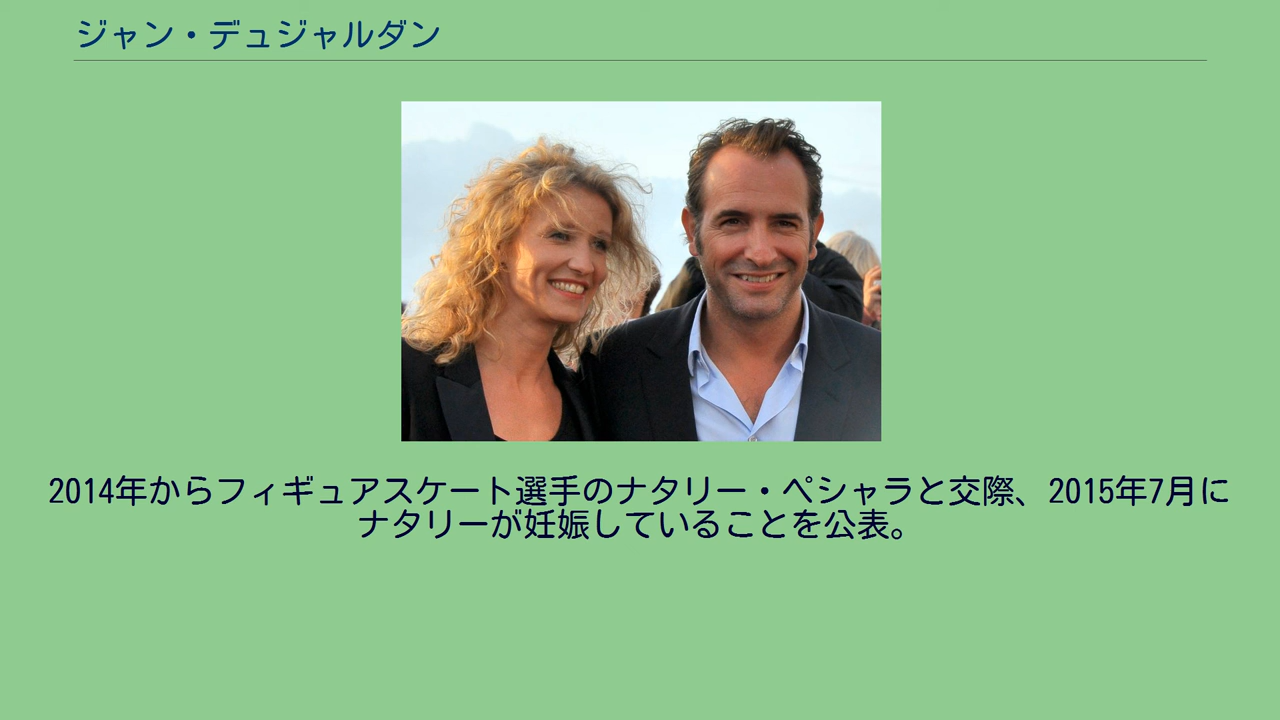 ジャン・デュジャルダン
2014年からフィギュアスケート選手のナタリー・ペシャラと交際、2015年7月に
ナタリーが妊娠していることを公表。